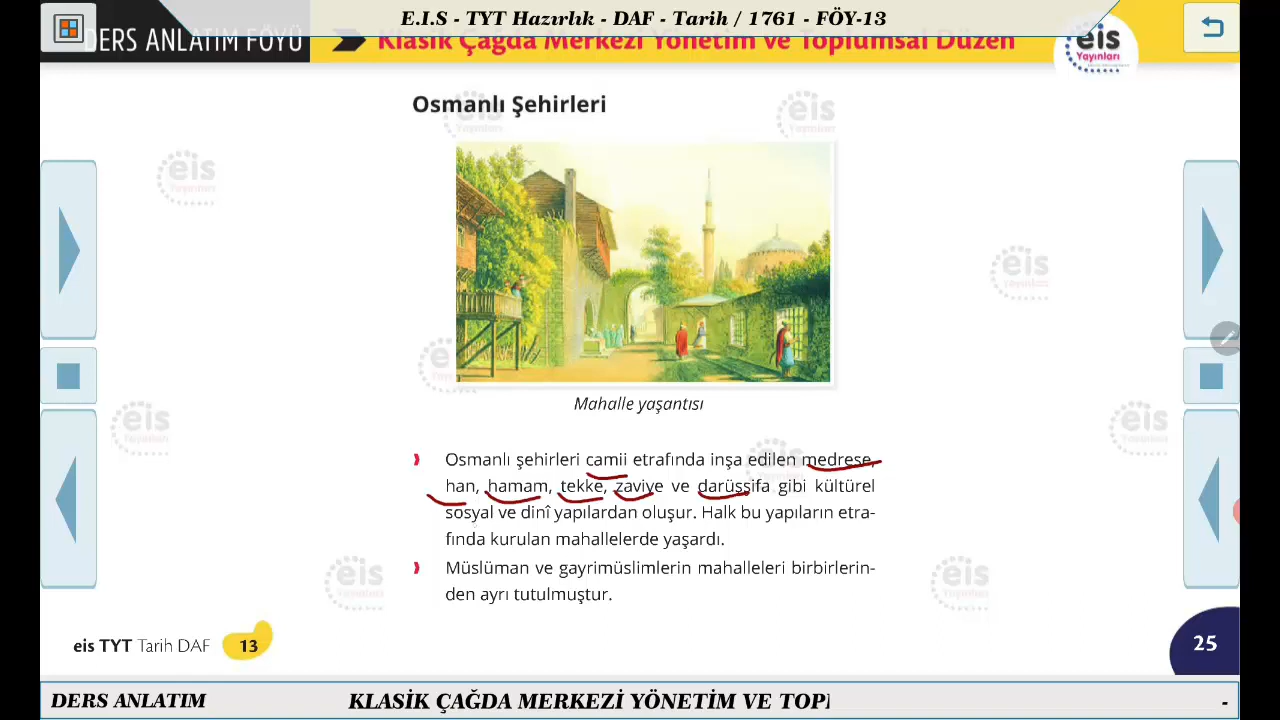 E.I.S - TYT Hazırlık - DAF - Tarih / 1761 - FÖY-13
DERS ANLATIM FÖYÜ
Klasik Çağda Merkezî Yönetim ve Toplumsal Düzen
eis
Yayınları
Osmanlı Şehirleri
Mahalle yaşantısı
Osmanlı şehirleri camii etrafında inşa edilen medrese,
han, hamam, tekke, zaviye ve darüşşifa gibi kültürel
sosyal ve dinî yapılardan oluşur. Halk bu yapıların etra-
fında kurulan mahallelerde yaşardı.
Müslüman ve gayrimüslimlerin mahalleleri birbirlerin-
den ayrı tutulmuştur.
eis TYT Tarih DAF 13
25
DERS ANLATIM KLASİK ÇAĞDA MERKEZİ YÖNETİM VE TOPL -